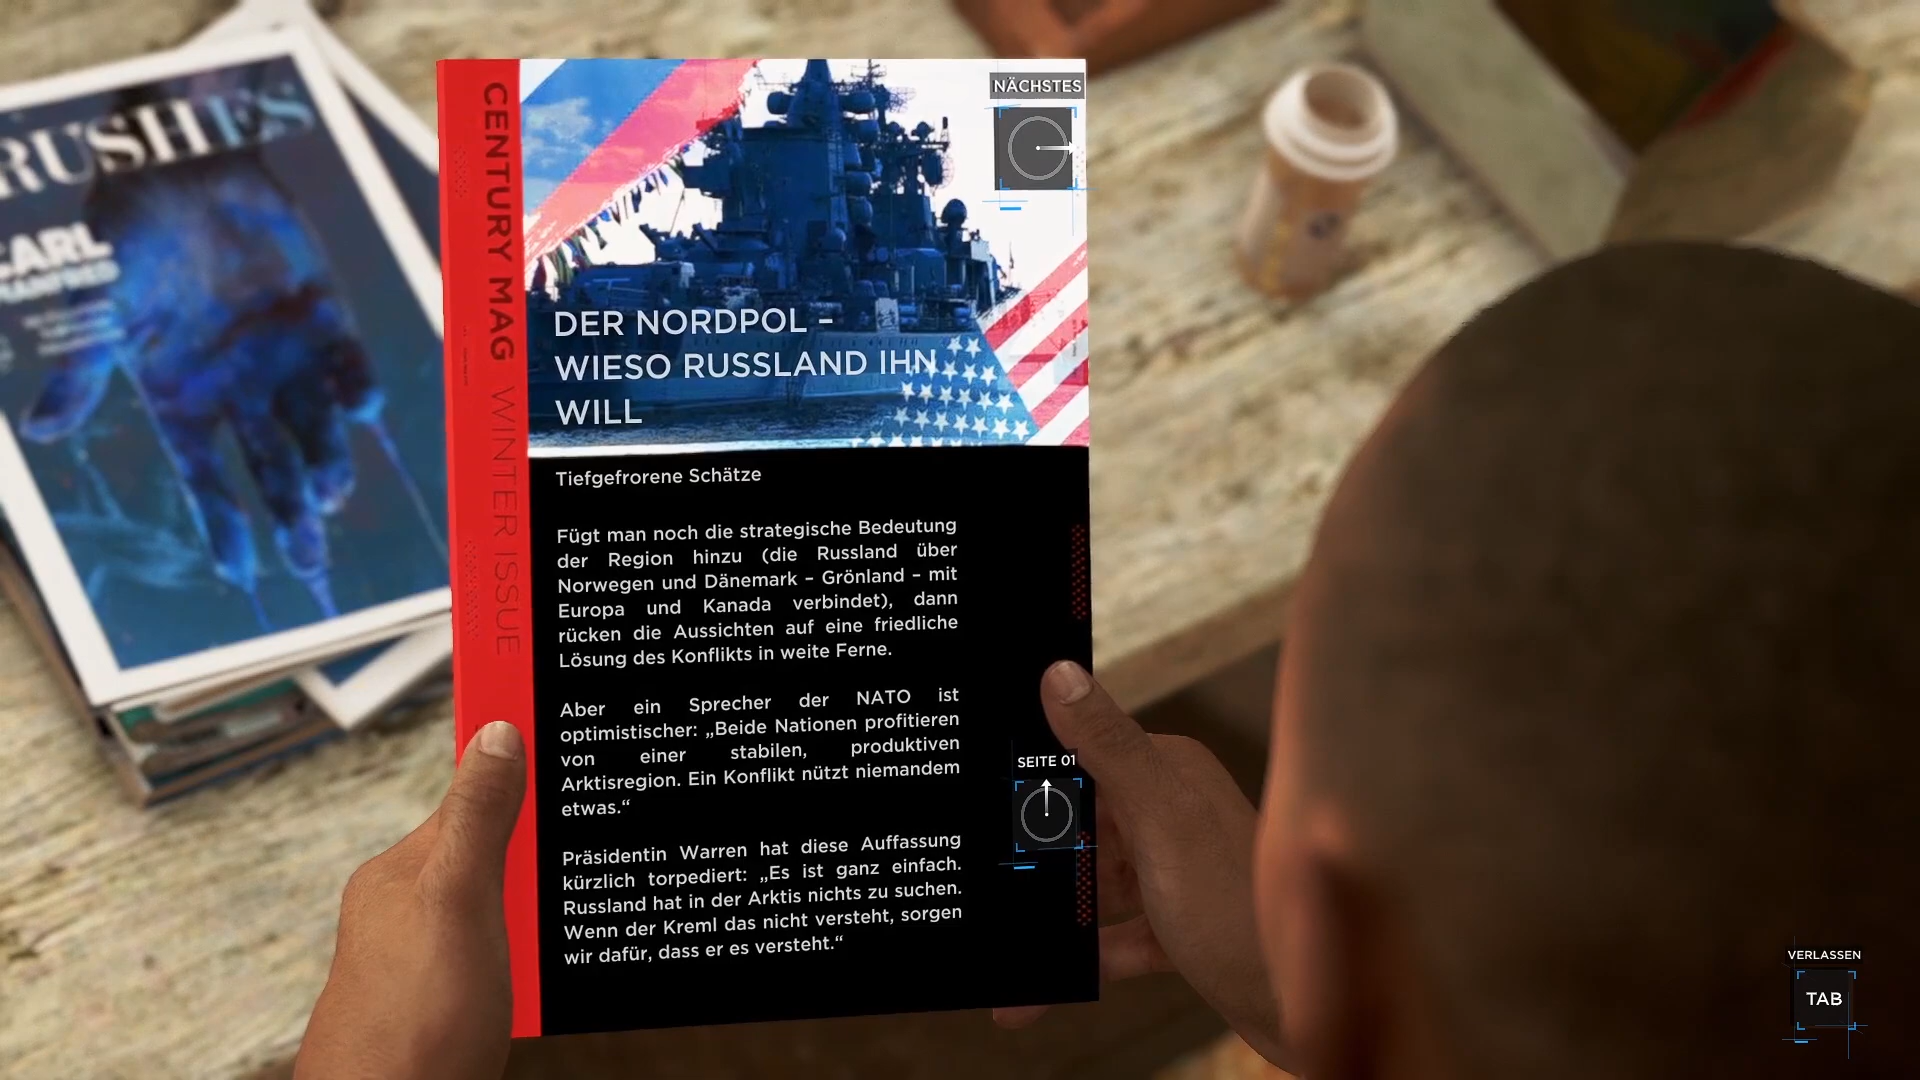 RUSHES
CARL
MANFRED
CENTURY MAG WINTER ISSUE
NÄCHSTES
DER NORDPOL –
WIESO RUSSLAND IHN
WILL
Tiefgefrorene Schätze
Fügt man noch die strategische Bedeutung
der Region hinzu (die Russland über
Norwegen und Dänemark – Grönland – mit
Europa und Kanada verbindet), dann
rücken die Aussichten auf eine friedliche
Lösung des Konflikts in weite Ferne.
Aber ein Sprecher der NATO ist
optimistischer: „Beide Nationen profitieren
von einer stabilen, produktiven
Arktisregion. Ein Konflikt nützt niemandem
etwas.“
Präsidentin Warren hat diese Auffassung
kürzlich torpediert: „Es ist ganz einfach.
Russland hat in der Arktis nichts zu suchen.
Wenn der Kreml das nicht versteht, sorgen
wir dafür, dass er es versteht.“
SEITE 01
VERLASSEN
TAB